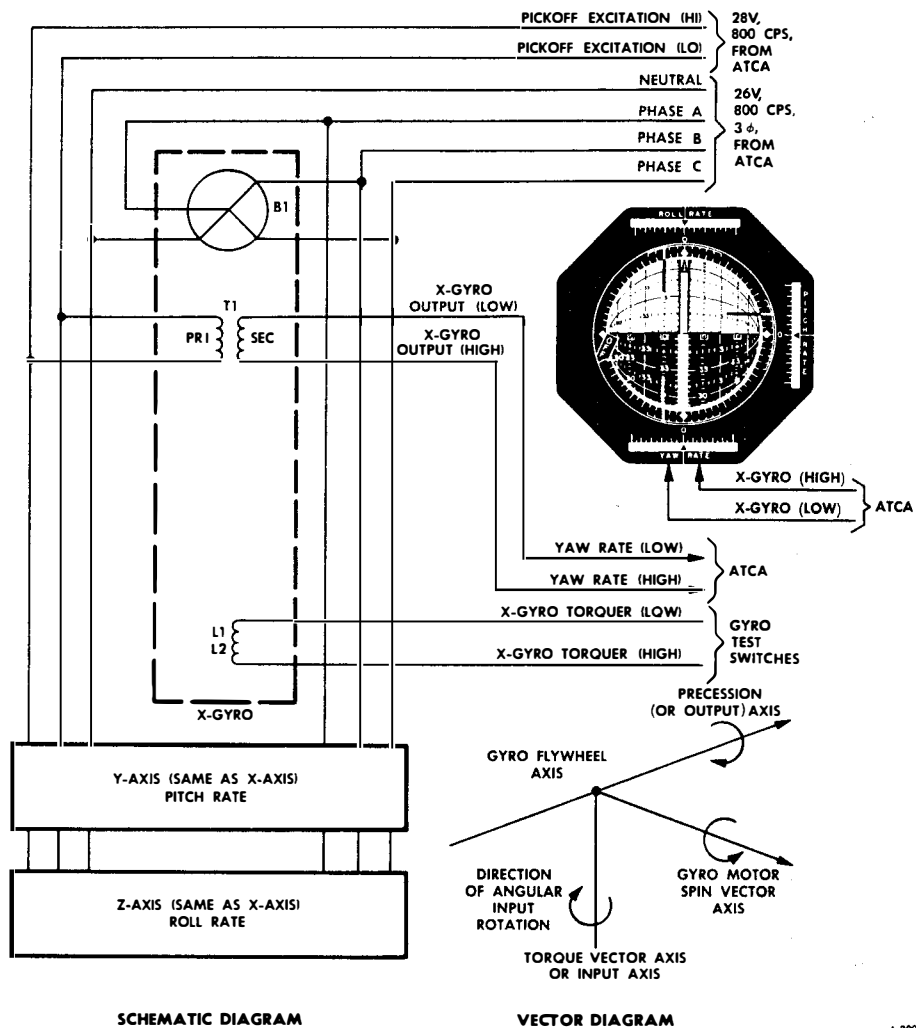 PICKOFF EXCITATION (HI)
PICKOFF EXCITATION (LO)
28V,
800 CPS,
FROM
ATCA
NEUTRAL
PHASE A
PHASE B
PHASE C
26V,
800 CPS,
3 ϕ,
FROM
ATCA
B1
ROLL RATE
0
PITCH RATE
0
30
0
YAW RATE
T1
PRI
SEC
X-GYRO
OUTPUT (LOW)
X-GYRO
OUTPUT (HIGH)
X-GYRO (HIGH)
X-GYRO (LOW)
ATCA
YAW RATE (LOW)
YAW RATE (HIGH)
ATCA
L1
L2
X-GYRO TORQUER (LOW)
X-GYRO TORQUER (HIGH)
GYRO
TEST
SWITCHES
X-GYRO
PRECESSION
(OR OUTPUT) AXIS
GYRO FLYWHEEL
AXIS
Y-AXIS (SAME AS X-AXIS)
PITCH RATE
Z-AXIS (SAME AS X-AXIS)
ROLL RATE
DIRECTION
OF ANGULAR
INPUT
ROTATION
GYRO MOTOR
SPIN VECTOR
AXIS
TORQUE VECTOR AXIS
OR INPUT AXIS
SCHEMATIC DIAGRAM
VECTOR DIAGRAM